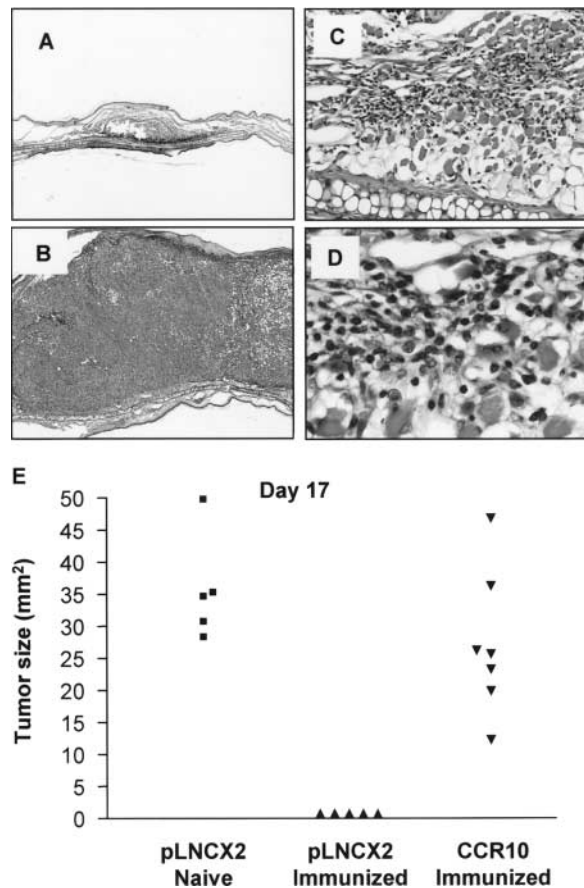 A
C
B
D
E
Day 17
Tumor size (mm²)
50
45
40
35
30
25
20
15
10
5
0
pLNCX2 pLNCX2 CCR10
Naive Immunized Immunized